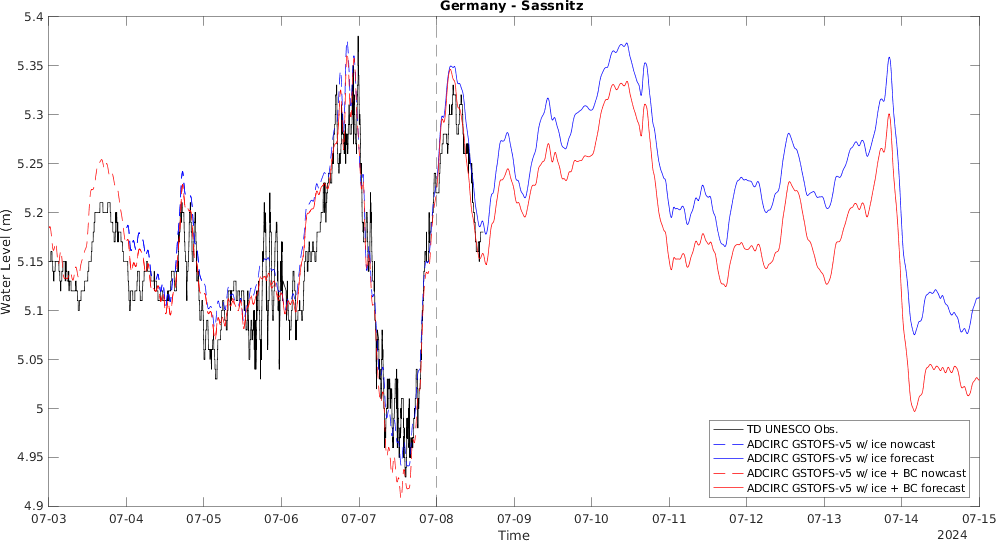 Germany - Sassnitz
5.4
5.35
5.3
5.25
5.2
5.15
5.1
5.05
5
4.95
4.9
Water Level (m)
07-03 07-04 07-05 07-06 07-07 07-08 07-09 07-10 07-11 07-12 07-13 07-14 07-15
Time
2024
TD UNESCO Obs.
ADCIRC GSTOFS-v5 w/ ice nowcast
ADCIRC GSTOFS-v5 w/ ice forecast
ADCIRC GSTOFS-v5 w/ ice + BC nowcast
ADCIRC GSTOFS-v5 w/ ice + BC forecast